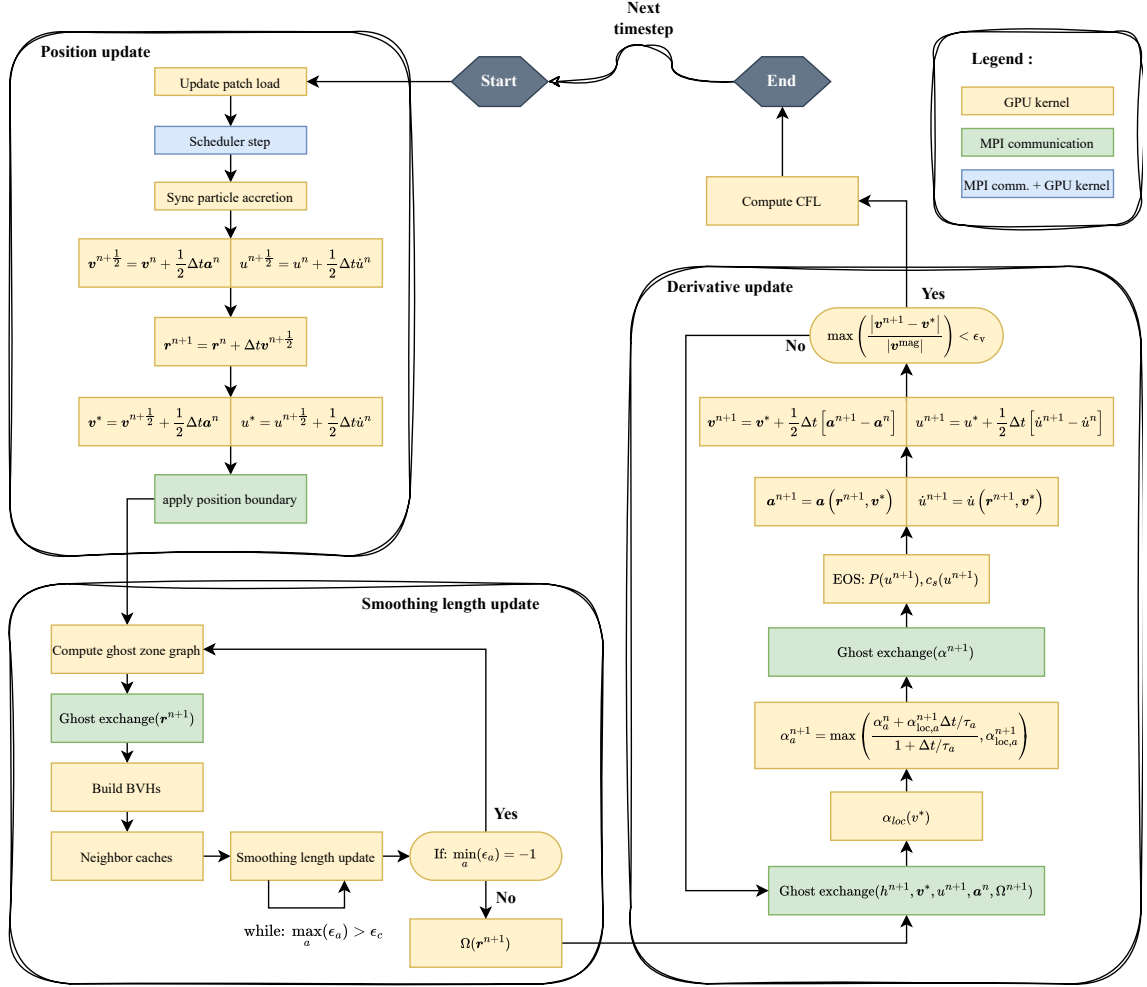 Position update
Update patch load
Scheduler step
Sync particle accretion
𝒗^{n+1/2} = 𝒗^n + 1/2 Δt𝒂^n
u^{n+1/2} = u^n + 1/2 Δtu̇^n
𝒓^{n+1} = 𝒓^n + Δt𝒗^{n+1/2}
𝒗^* = 𝒗^{n+1/2} + 1/2 Δt𝒂^n
u^* = u^{n+1/2} + 1/2 Δtu̇^n
apply position boundary
Start
Next
timestep
End
Compute CFL
Legend :
GPU kernel
MPI communication
MPI comm. + GPU kernel
Smoothing length update
Compute ghost zone graph
Ghost exchange(𝒓^{n+1})
Build BVHs
Neighbor caches
Smoothing length update
while: max_a(ϵ_a) > ϵ_c
If: min_a(ϵ_a) = −1
Yes
No
Ω(𝒓^{n+1})
Derivative update
Yes
max(|𝒗^{n+1} − 𝒗^*| / |𝒗^{mag}|) < ϵ_v
No
𝒗^{n+1} = 𝒗^* + 1/2 Δt [𝒂^{n+1} − 𝒂^n]
u^{n+1} = u^* + 1/2 Δt [u̇^{n+1} − u̇^n]
𝒂^{n+1} = 𝒂 (𝒓^{n+1}, 𝒗^*)
u̇^{n+1} = u̇ (𝒓^{n+1}, 𝒗^*)
EOS: P(u^{n+1}), c_s(u^{n+1})
Ghost exchange(α^{n+1})
α_a^{n+1} = max((α_a^n + α_{loc,a}^{n+1} Δt/τ_a) / (1 + Δt/τ_a), α_{loc,a}^{n+1})
α_{loc}(v^*)
Ghost exchange(h^{n+1}, 𝒗^*, u^{n+1}, 𝒂^n, Ω^{n+1})